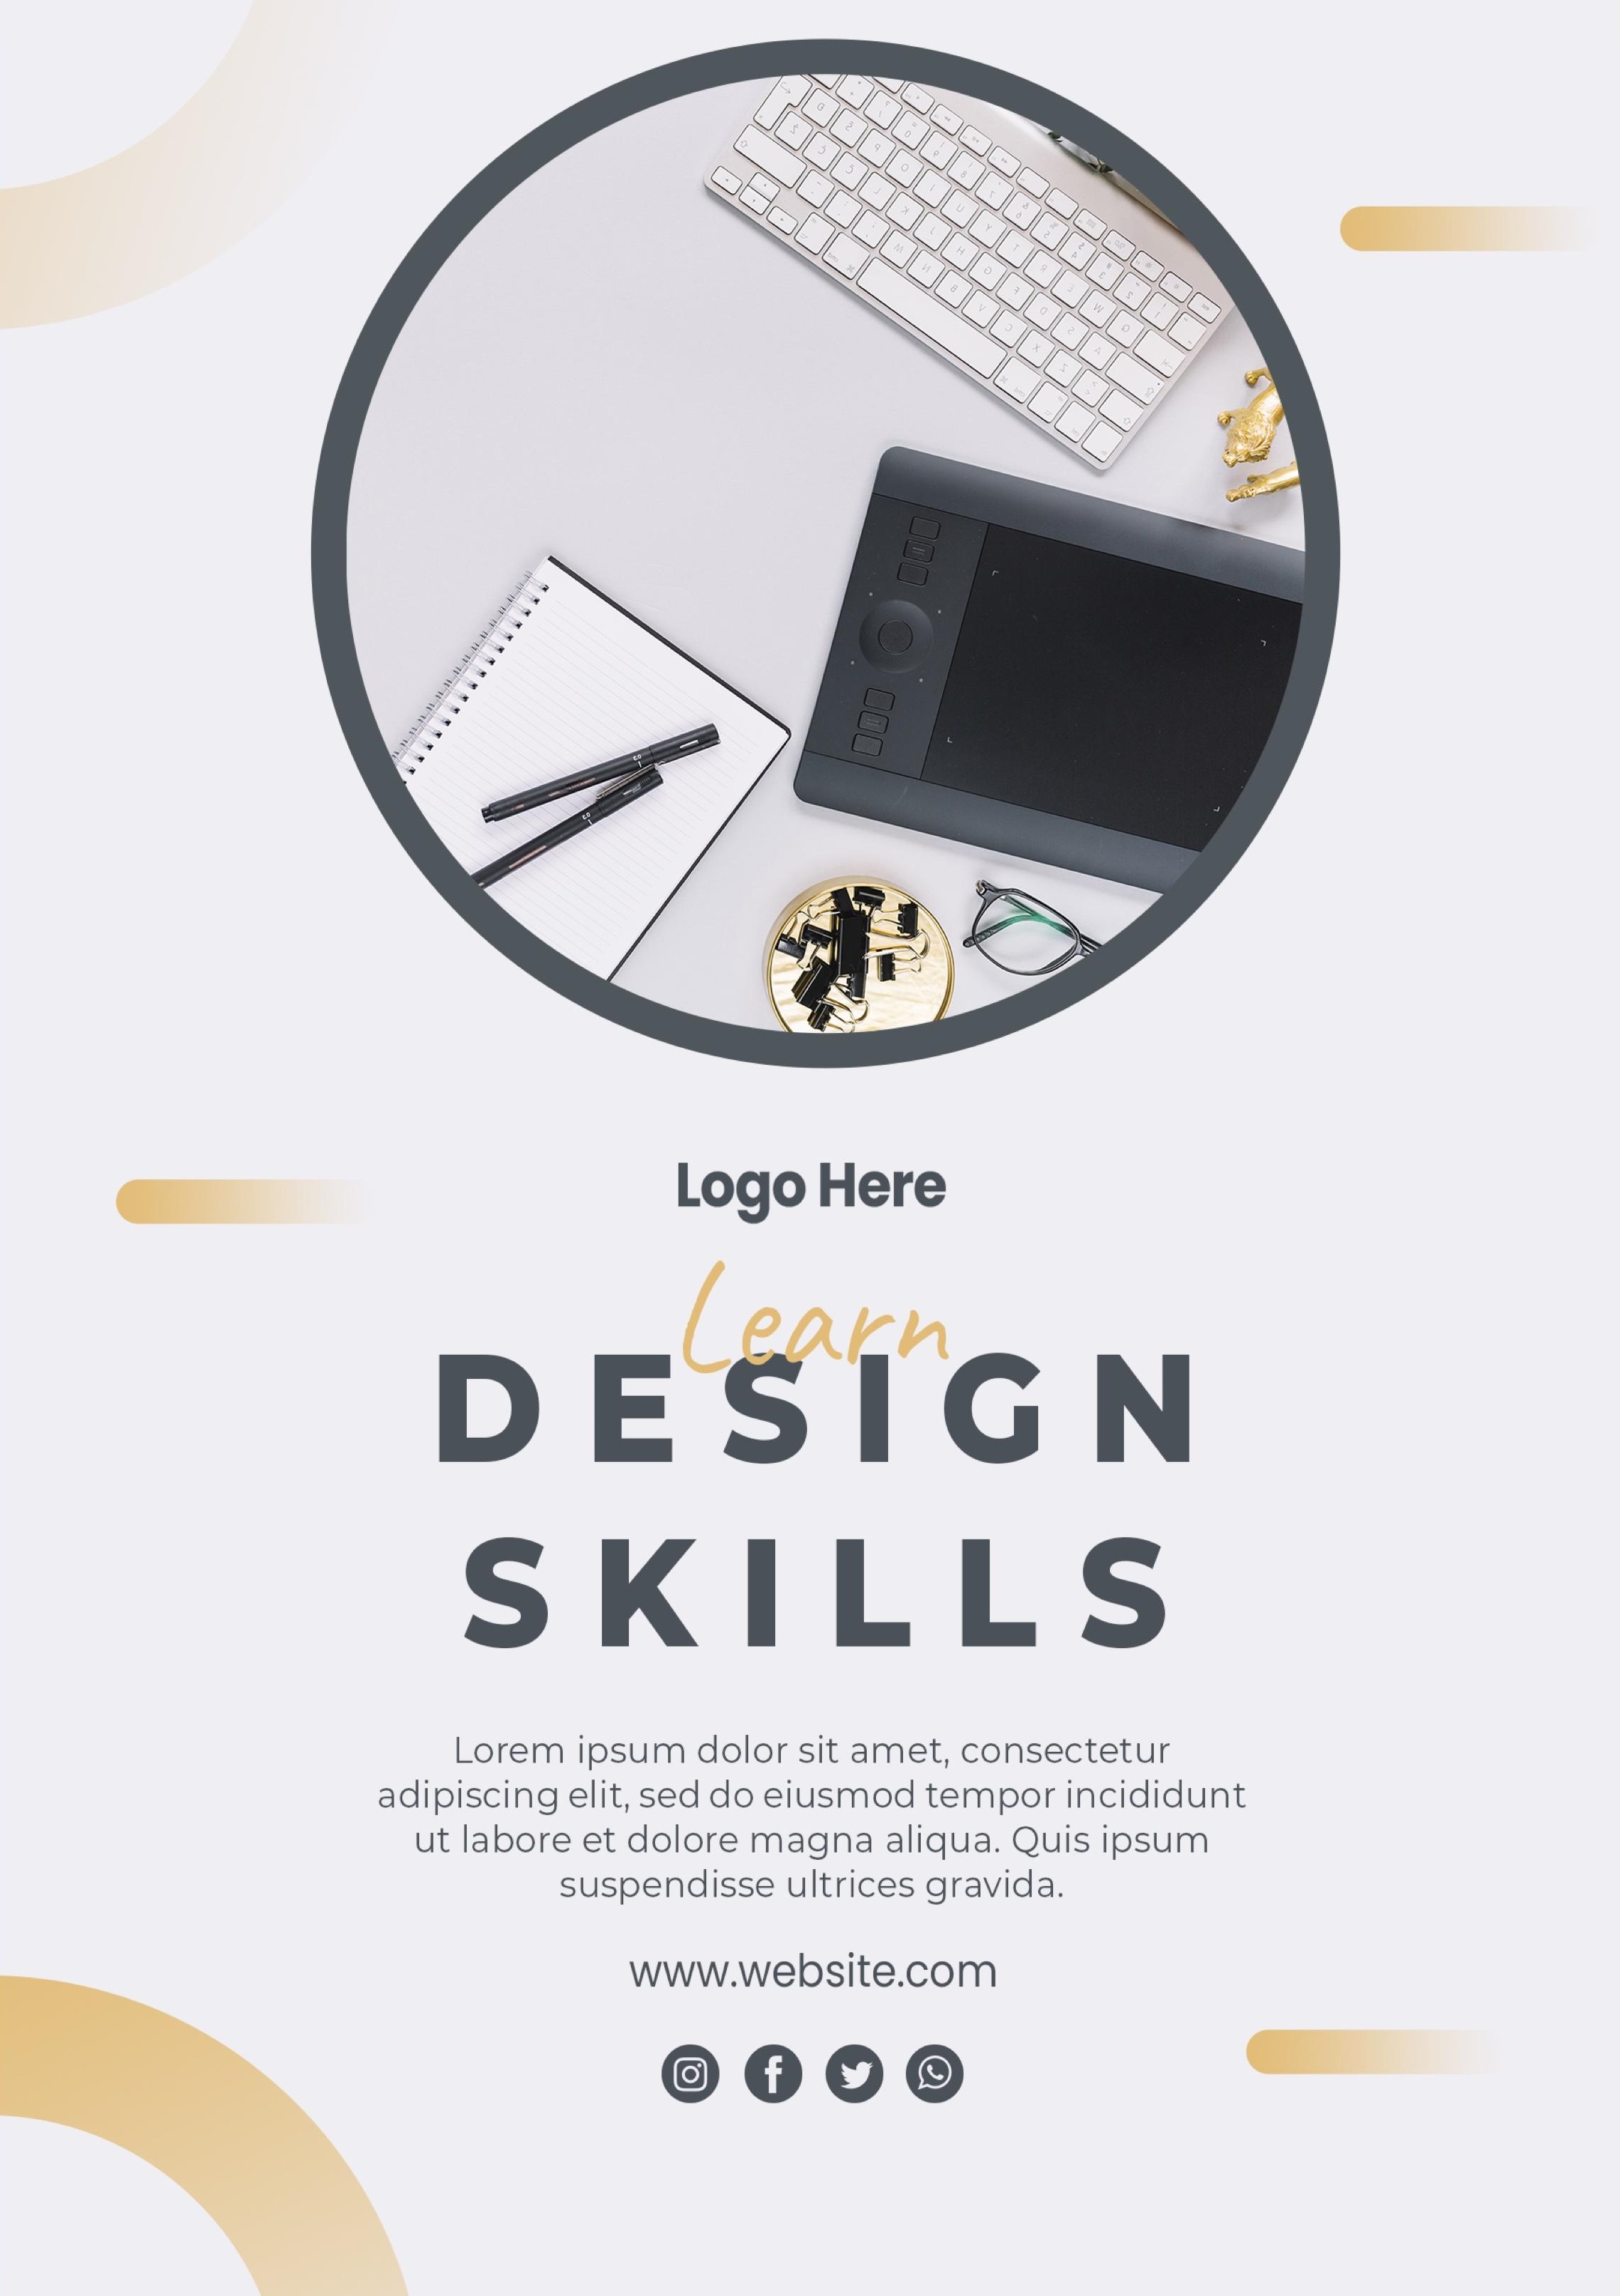 Logo Here
Learn
DESIGN
SKILLS
Lorem ipsum dolor sit amet, consectetur
adipiscing elit, sed do eiusmod tempor incididunt
ut labore et dolore magna aliqua. Quis ipsum
suspendisse ultrices gravida.
www.website.com